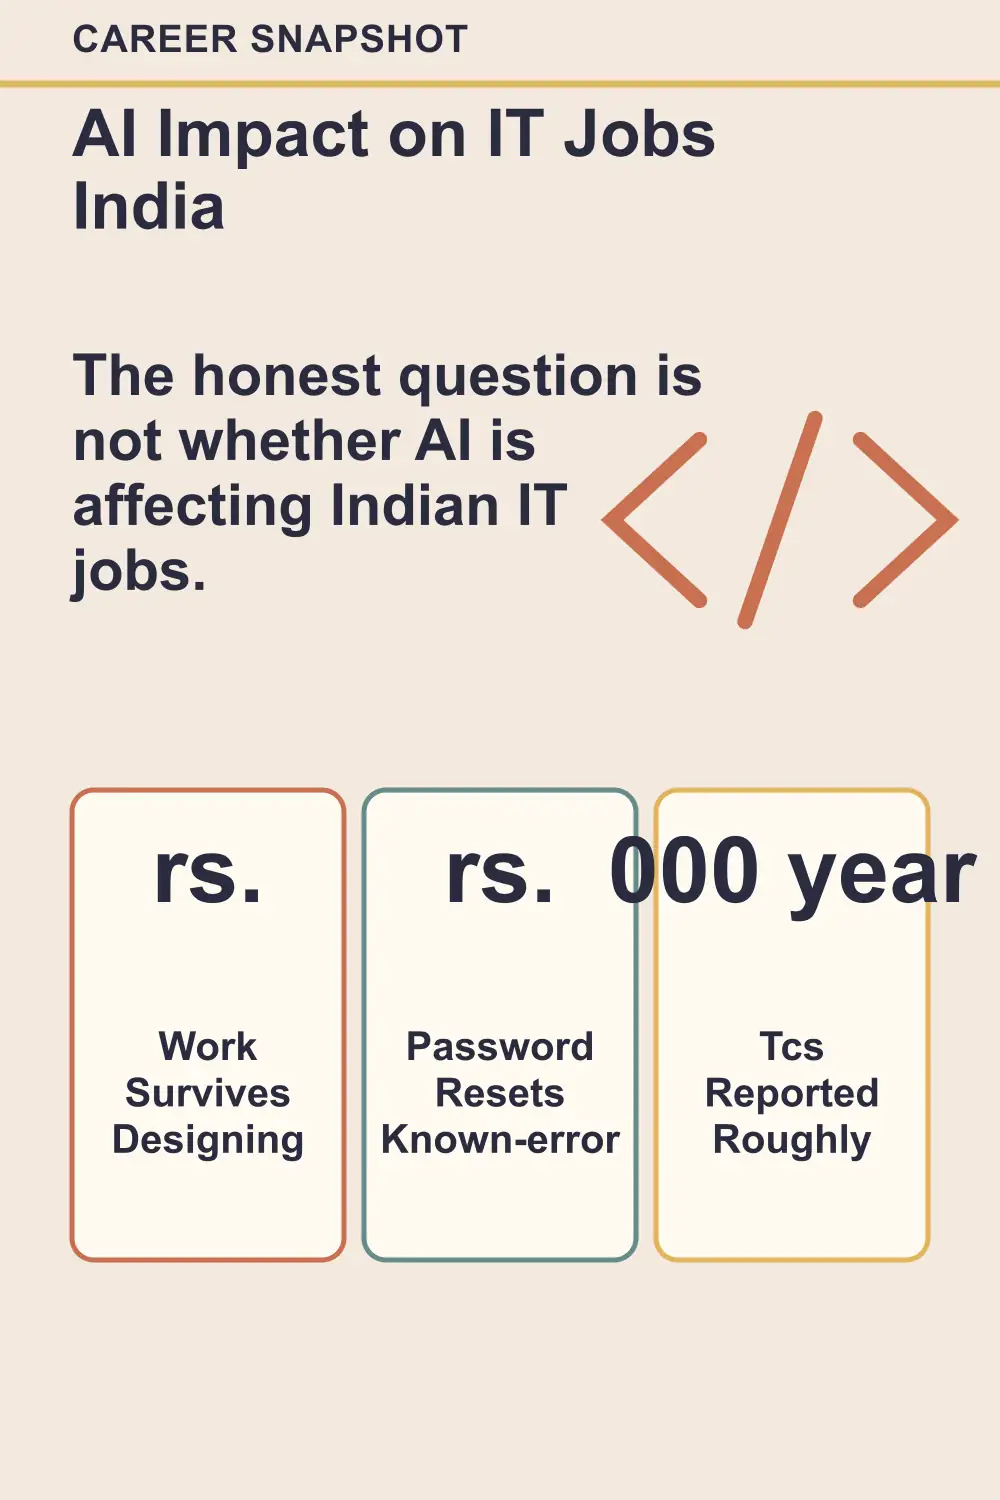 CAREER SNAPSHOT
AI Impact on IT Jobs
India
The honest question is
not whether AI is
affecting Indian IT
jobs.
</>
rs.
Work
Survives
Designing
rs.
Password
Resets
Known-error
000 year
Tcs
Reported
Roughly